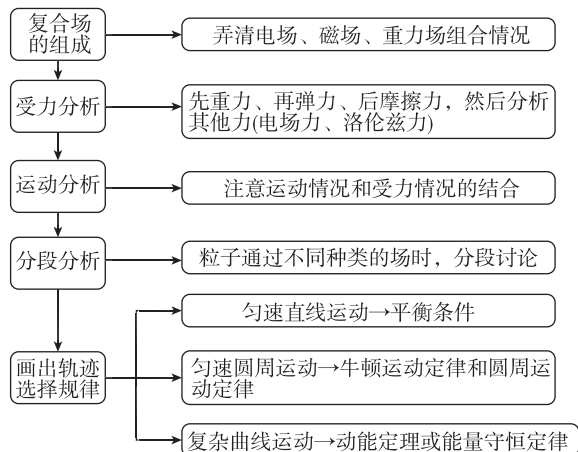 复合场
的组成
弄清电场、磁场、重力场组合情况
受力分析
先重力、再弹力、后摩擦力，然后分析
其他力(电场力、洛伦兹力)
运动分析
注意运动情况和受力情况的结合
分段分析
粒子通过不同种类的场时，分段讨论
画出轨迹
选择规律
匀速直线运动→平衡条件
匀速圆周运动→牛顿运动定律和圆周运
动定律
复杂曲线运动→动能定理或能量守恒定律